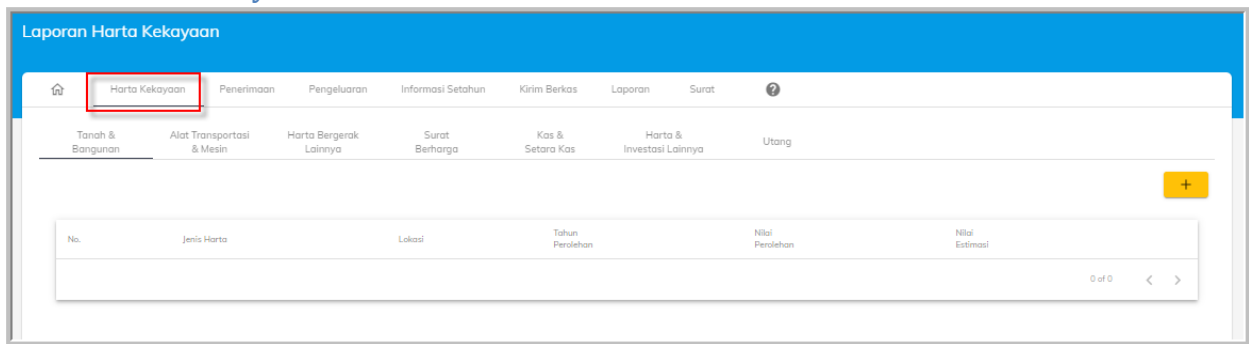 Laporan Harta Kekayaan
Harta Kekayaan Penerimaan Pengeluaran Informasi Setahun Kirim Berkas Laporan Surat ?
Tanah &
Bangunan
Alat Transportasi
& Mesin
Harta Bergerak
Lainnya
Surat
Berharga
Kas &
Setara Kas
Harta &
Investasi Lainnya
Utang
+
No.
Jenis Harta
Lokasi
Tahun
Perolehan
Nilai
Perolehan
Nilai
Estimasi
0 of 0 < >